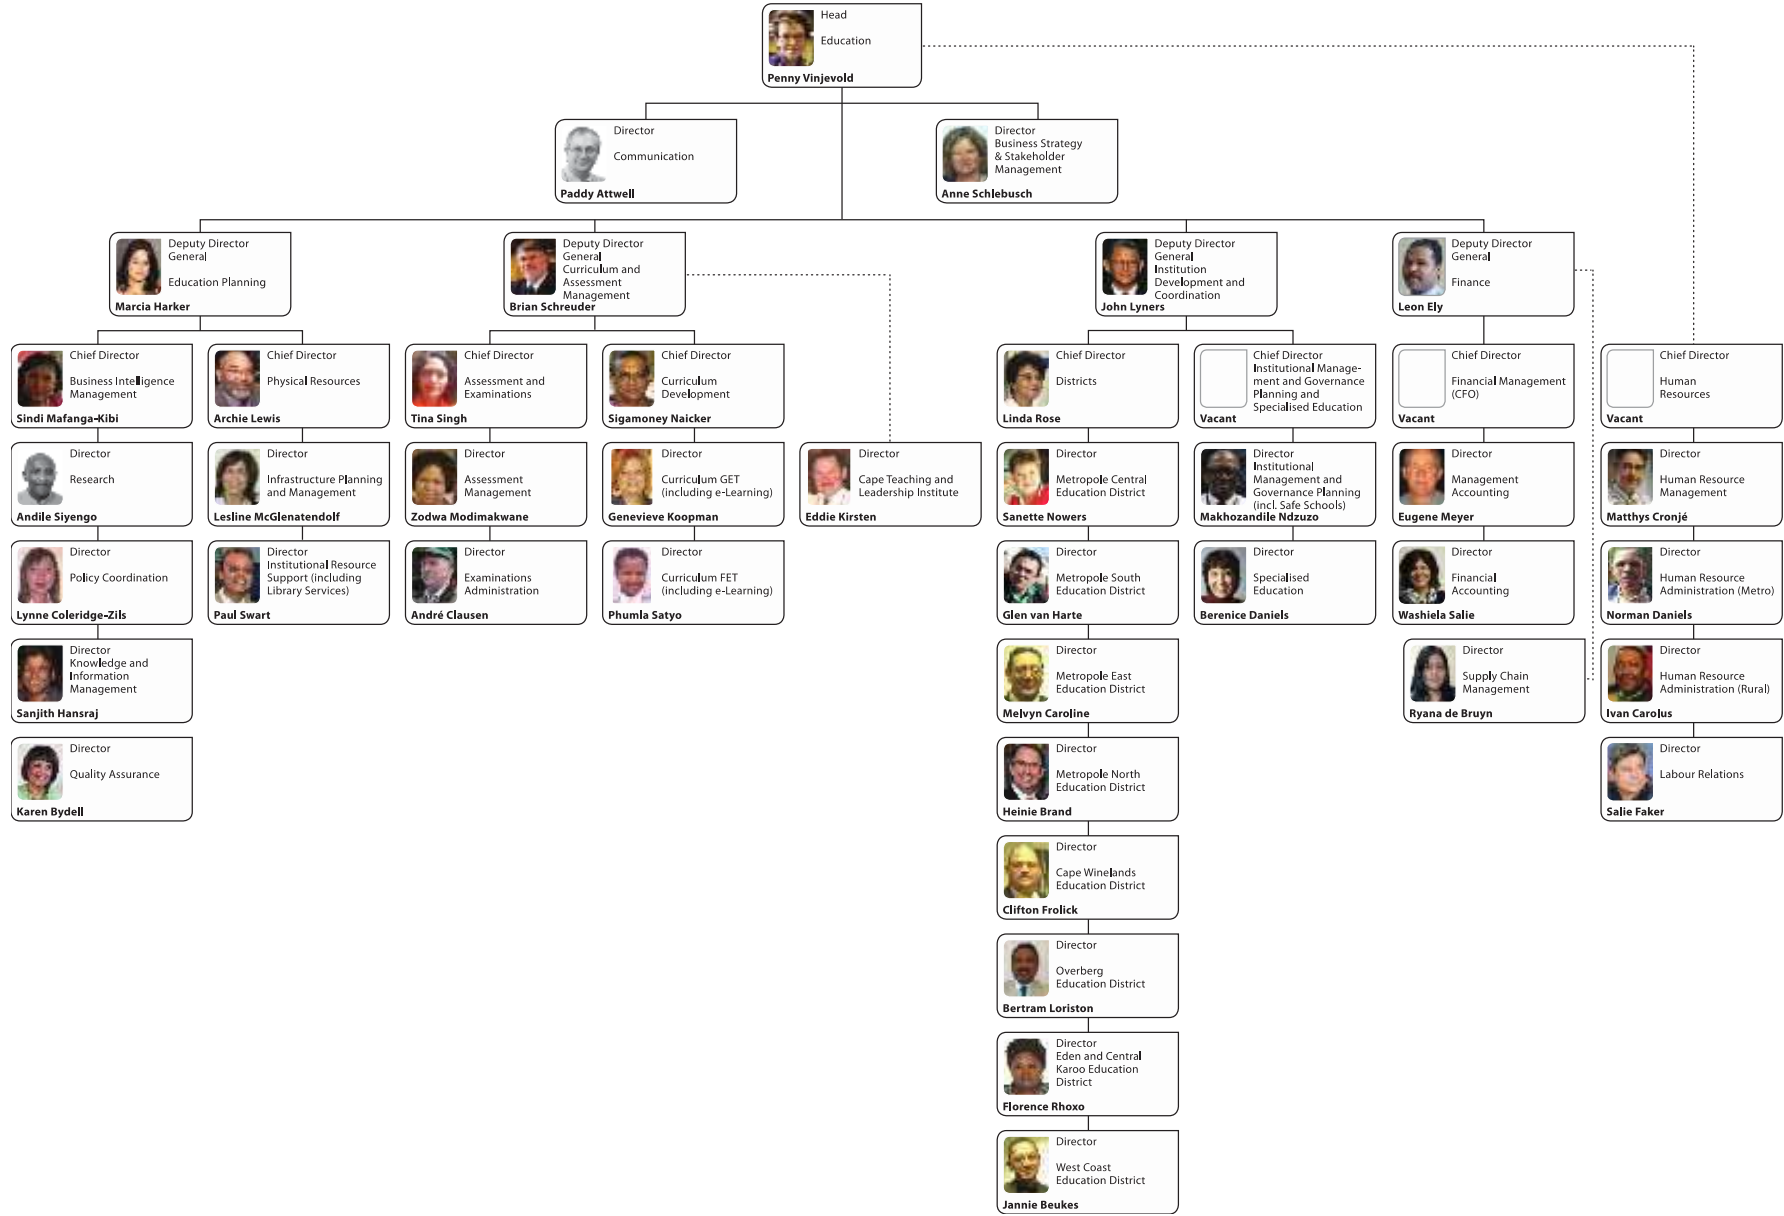 Head
Education
Penny Vinjevold
Director
Communication
Paddy Attwell
Director
Business Strategy
& Stakeholder
Management
Anne Schlebusch
Deputy Director
General
Education Planning
Marcia Harker
Deputy Director
General
Curriculum and
Assessment
Management
Brian Schreuder
Deputy Director
General
Institution
Development and
Coordination
John Lyners
Deputy Director
General
Finance
Leon Ely
Chief Director
Business Intelligence
Management
Sindi Mafanga-Kibi
Chief Director
Physical Resources
Archie Lewis
Chief Director
Assessment and
Examinations
Tina Singh
Chief Director
Curriculum
Development
Sigamoney Naicker
Chief Director
Districts
Linda Rose
Chief Director
Institutional Manage-
ment and Governance
Planning and
Specialised Education
Vacant
Chief Director
Financial Management
(CFO)
Vacant
Chief Director
Human
Resources
Vacant
Director
Research
Andile Siyengo
Director
Infrastructure Planning
and Management
Lesline McGlenatendolf
Director
Assessment
Management
Zodwa Modimakwane
Director
Curriculum GET
(including e-Learning)
Genevieve Koopman
Director
Cape Teaching and
Leadership Institute
Eddie Kirsten
Director
Metropole Central
Education District
Sanette Nowers
Director
Institutional
Management and
Governance Planning
(incl. Safe Schools)
Makhozandile Ndzuzo
Director
Management
Accounting
Eugene Meyer
Director
Human Resource
Management
Matthys Cronjé
Director
Policy Coordination
Lynne Coleridge-Zils
Director
Institutional Resource
Support (including
Library Services)
Paul Swart
Director
Examinations
Administration
André Clausen
Director
Curriculum FET
(including e-Learning)
Phumla Satyo
Director
Metropole South
Education District
Glen van Harte
Director
Specialised
Education
Berenice Daniels
Director
Financial
Accounting
Washiela Salie
Director
Human Resource
Administration (Metro)
Norman Daniels
Director
Knowledge and
Information
Management
Sanjith Hansraj
Director
Metropole East
Education District
Melvyn Caroline
Director
Supply Chain
Management
Ryana de Bruyn
Director
Human Resource
Administration (Rural)
Ivan Carolus
Director
Quality Assurance
Karen Bydell
Director
Metropole North
Education District
Heinie Brand
Director
Labour Relations
Salie Faker
Director
Cape Winelands
Education District
Clifton Frolick
Director
Overberg
Education District
Bertram Loriston
Director
Eden and Central
Karoo Education
District
Florence Rhoxo
Director
West Coast
Education District
Jannie Beukes